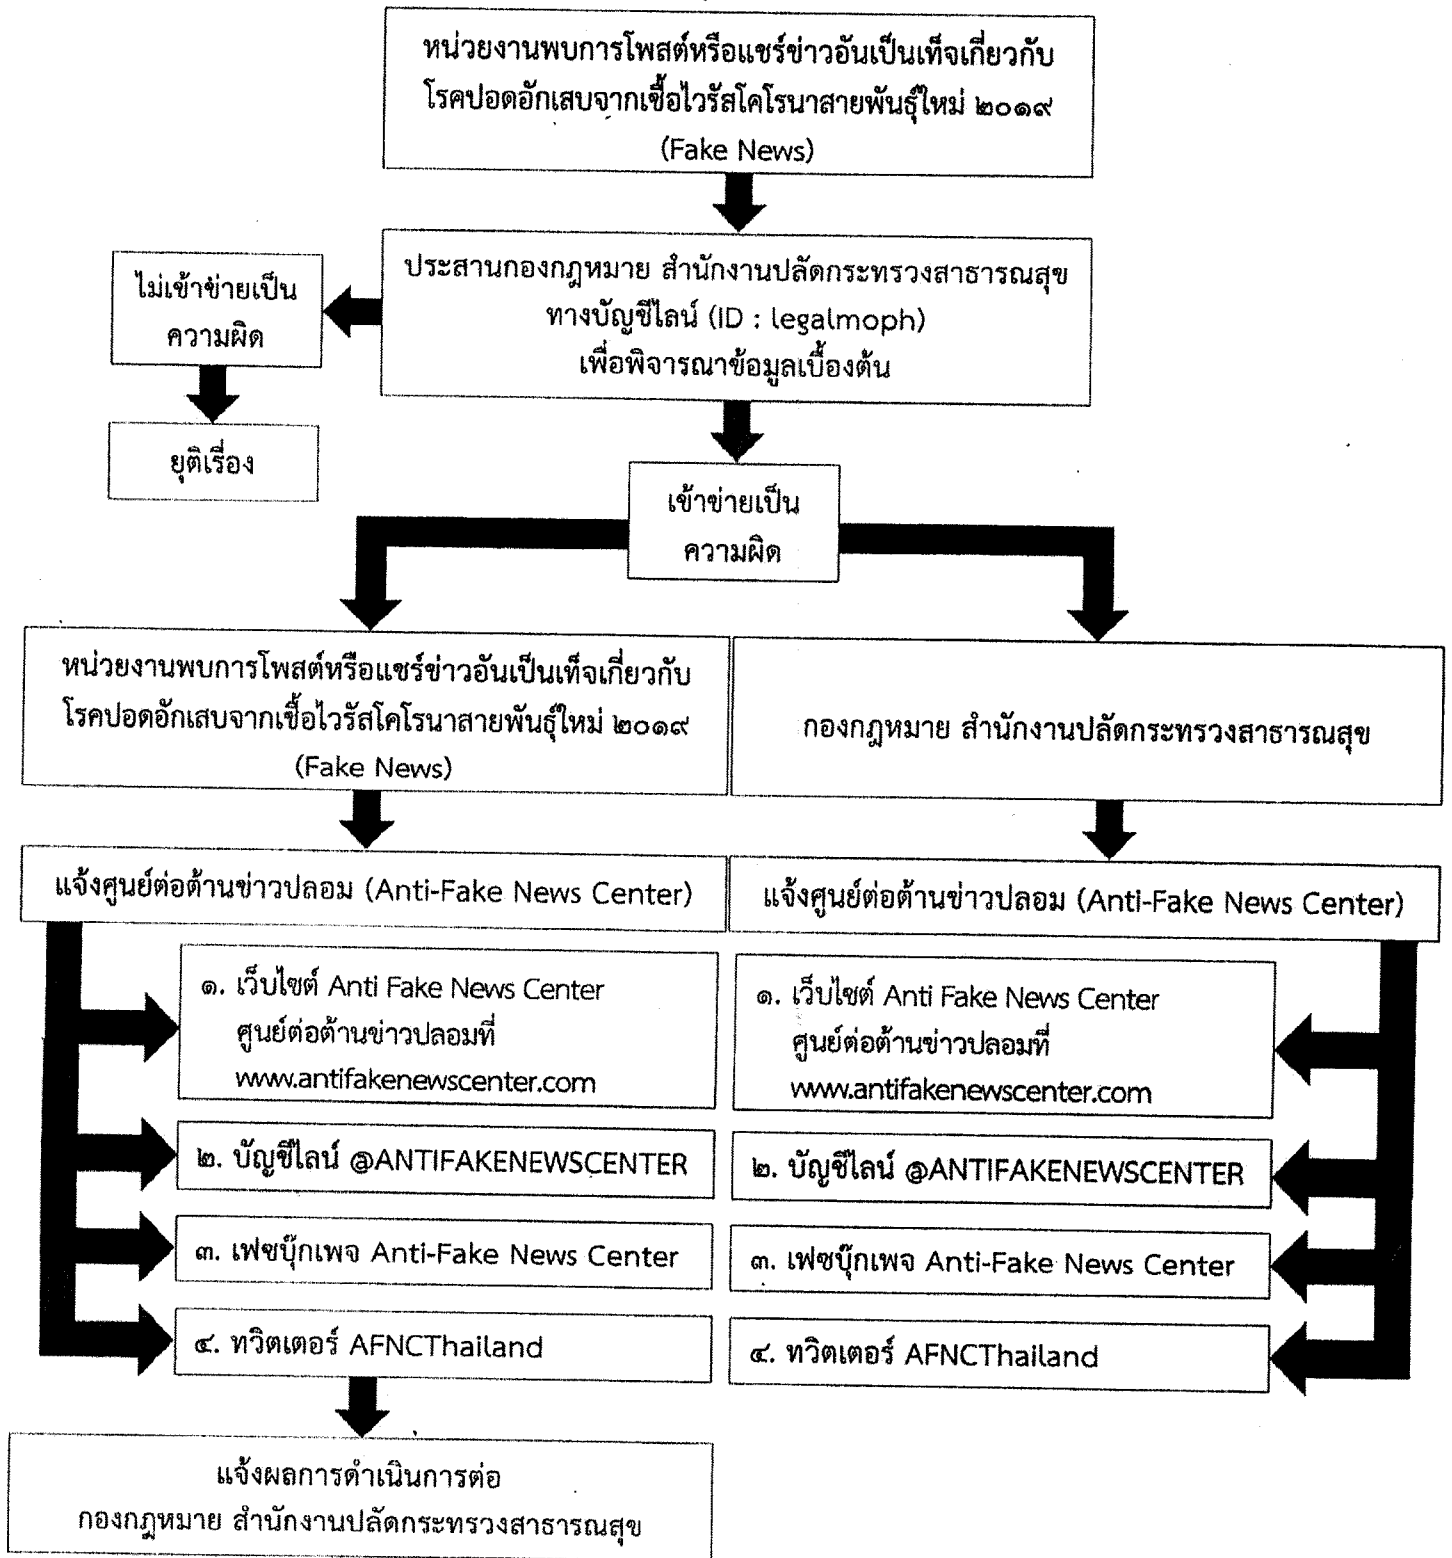 หน่วยงานพบการโพสต์หรือแชร์ข่าวอันเป็นเท็จเกี่ยวกับ
โรคปอดอักเสบจากเชื้อไวรัสโคโรนาสายพันธุ์ใหม่ ๒๐๑๙
(Fake News)
ประสานกองกฎหมาย สำนักงานปลัดกระทรวงสาธารณสุข
ทางบัญชีไลน์ (ID : legalmoph)
เพื่อพิจารณาข้อมูลเบื้องต้น
ไม่เข้าข่ายเป็น
ความผิด
ยุติเรื่อง
เข้าข่ายเป็น
ความผิด
หน่วยงานพบการโพสต์หรือแชร์ข่าวอันเป็นเท็จเกี่ยวกับ
โรคปอดอักเสบจากเชื้อไวรัสโคโรนาสายพันธุ์ใหม่ ๒๐๑๙
(Fake News)
แจ้งศูนย์ต่อต้านข่าวปลอม (Anti-Fake News Center)
๑. เว็บไซต์ Anti Fake News Center
ศูนย์ต่อต้านข่าวปลอมที่
www.antifakenewscenter.com
๒. บัญชีไลน์ @ANTIFAKENEWSCENTER
๓. เฟซบุ๊กเพจ Anti-Fake News Center
๔. ทวิตเตอร์ AFNCThailand
แจ้งผลการดำเนินการต่อ
กองกฎหมาย สำนักงานปลัดกระทรวงสาธารณสุข
กองกฎหมาย สำนักงานปลัดกระทรวงสาธารณสุข
แจ้งศูนย์ต่อต้านข่าวปลอม (Anti-Fake News Center)
๑. เว็บไซต์ Anti Fake News Center
ศูนย์ต่อต้านข่าวปลอมที่
www.antifakenewscenter.com
๒. บัญชีไลน์ @ANTIFAKENEWSCENTER
๓. เฟซบุ๊กเพจ Anti-Fake News Center
๔. ทวิตเตอร์ AFNCThailand